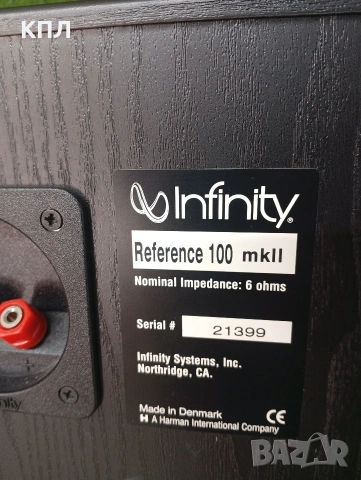 КПЛ
Infinity®
Reference 100 mkII
Nominal Impedance: 6 ohms
Serial # 21399
Infinity Systems, Inc.
Northridge, CA.
Made in Denmark
H A Harman International Company
CE
+
BAZAR